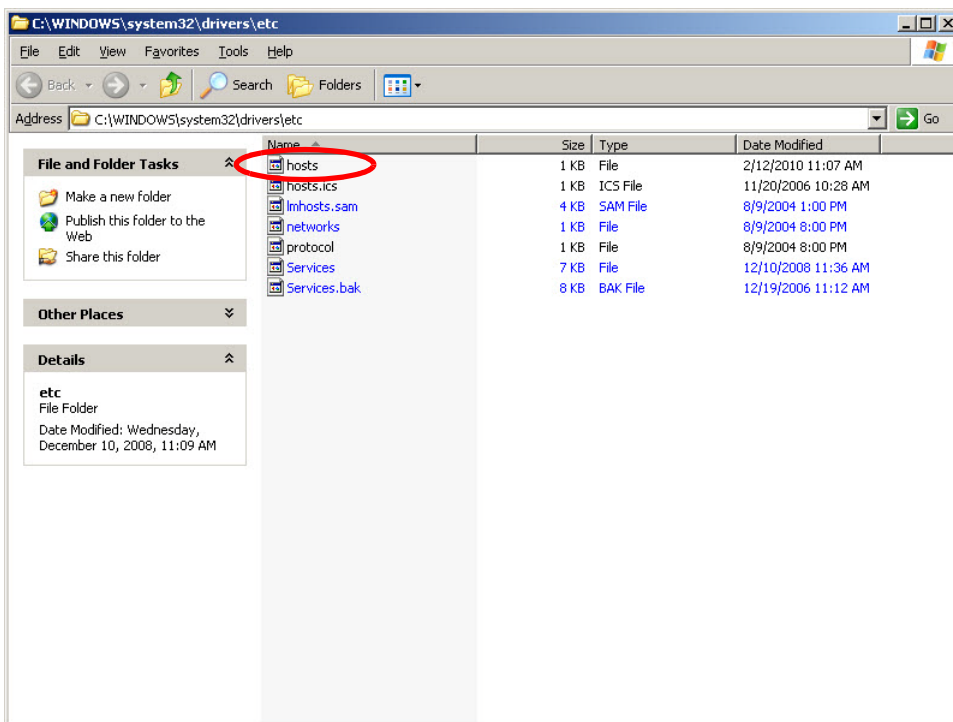 C:\WINDOWS\system32\drivers\etc
File Edit View Favorites Tools Help
Back Search Folders
Address C:\WINDOWS\system32\drivers\etc Go
Name Size Type Date Modified
File and Folder Tasks
Make a new folder
Publish this folder to the
Web
Share this folder
Other Places
Details
etc
File Folder
Date Modified: Wednesday,
December 10, 2008, 11:09 AM
hosts 1 KB File 2/12/2010 11:07 AM
hosts.ics 1 KB ICS File 11/20/2006 10:28 AM
lmhosts.sam 4 KB SAM File 8/9/2004 1:00 PM
networks 1 KB File 8/9/2004 8:00 PM
protocol 1 KB File 8/9/2004 8:00 PM
Services 7 KB File 12/10/2008 11:36 AM
Services.bak 8 KB BAK File 12/19/2006 11:12 AM